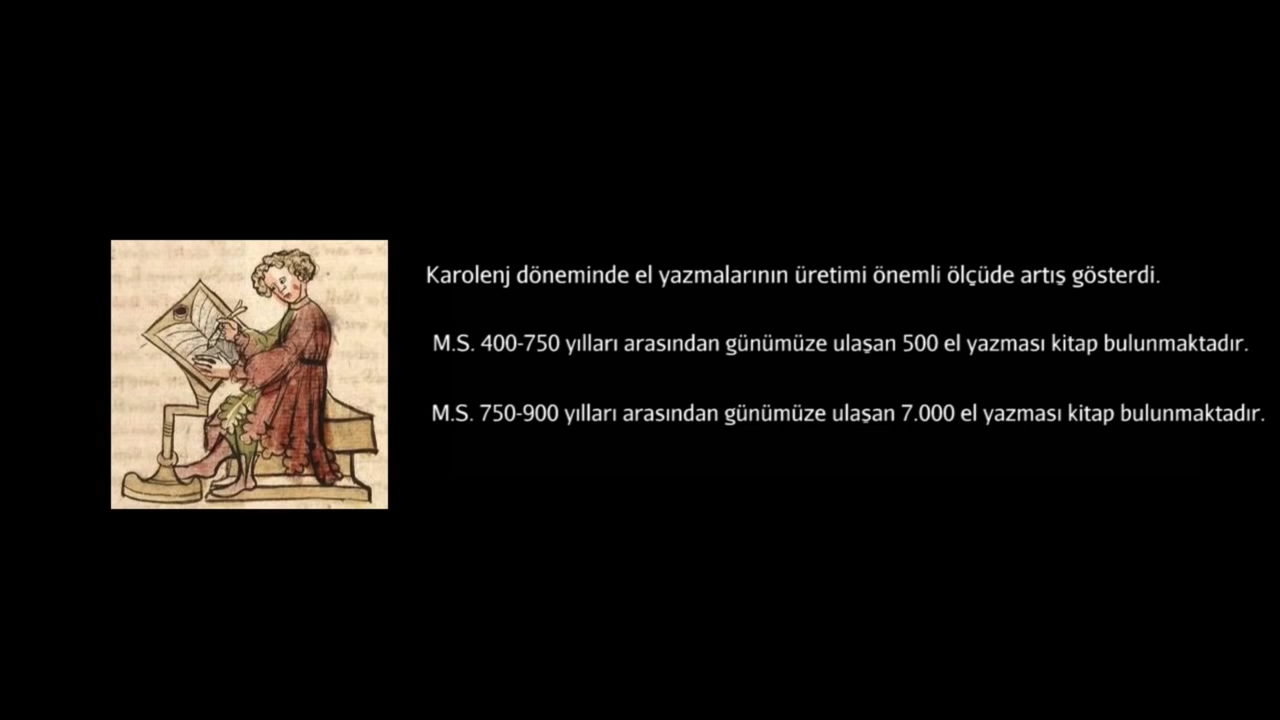 Karolenj döneminde el yazmalarının üretimi önemli ölçüde artış gösterdi.
M.S. 400-750 yılları arasından günümüze ulaşan 500 el yazması kitap bulunmaktadır.
M.S. 750-900 yılları arasından günümüze ulaşan 7.000 el yazması kitap bulunmaktadır.